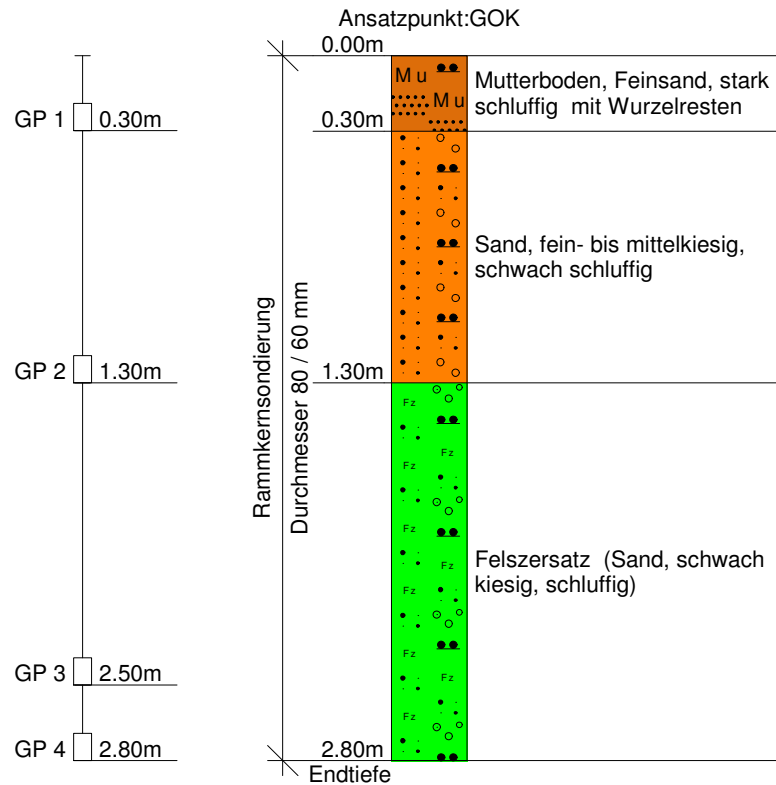 Ansatzpunkt:GOK
0.00m
Mu
Mu
Mutterboden, Feinsand, stark
schluffig mit Wurzelresten
GP 1 0.30m
0.30m
Sand, fein- bis mittelkiesig,
schwach schluffig
Rammkernsondierung
Durchmesser 80 / 60 mm
GP 2 1.30m
1.30m
Fz
Fz
Fz
Fz
Fz
Fz
Fz
Fz
Fz
Felszersatz (Sand, schwach
kiesig, schluffig)
GP 3 2.50m
GP 4 2.80m
2.80m
Endtiefe